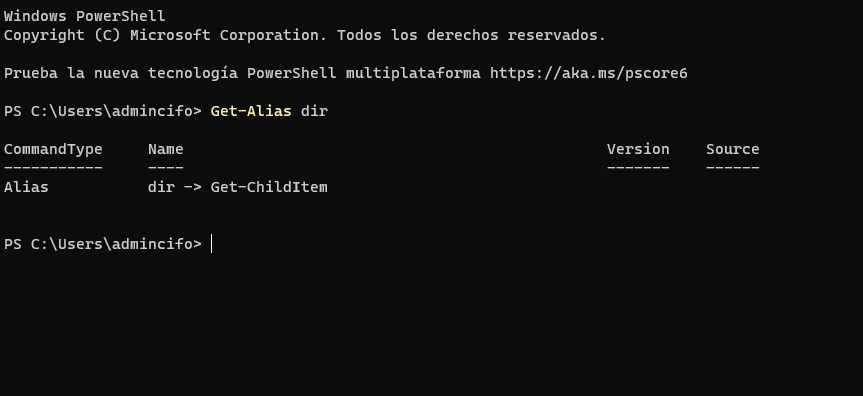 Windows PowerShell
Copyright (C) Microsoft Corporation. Todos los derechos reservados.
Prueba la nueva tecnología PowerShell multiplataforma https://aka.ms/pscore6
PS C:\Users\admincifo> Get-Alias dir
CommandType     Name                                               Version    Source
-----------     ----                                               -------    ------
Alias           dir -> Get-ChildItem
PS C:\Users\admincifo>